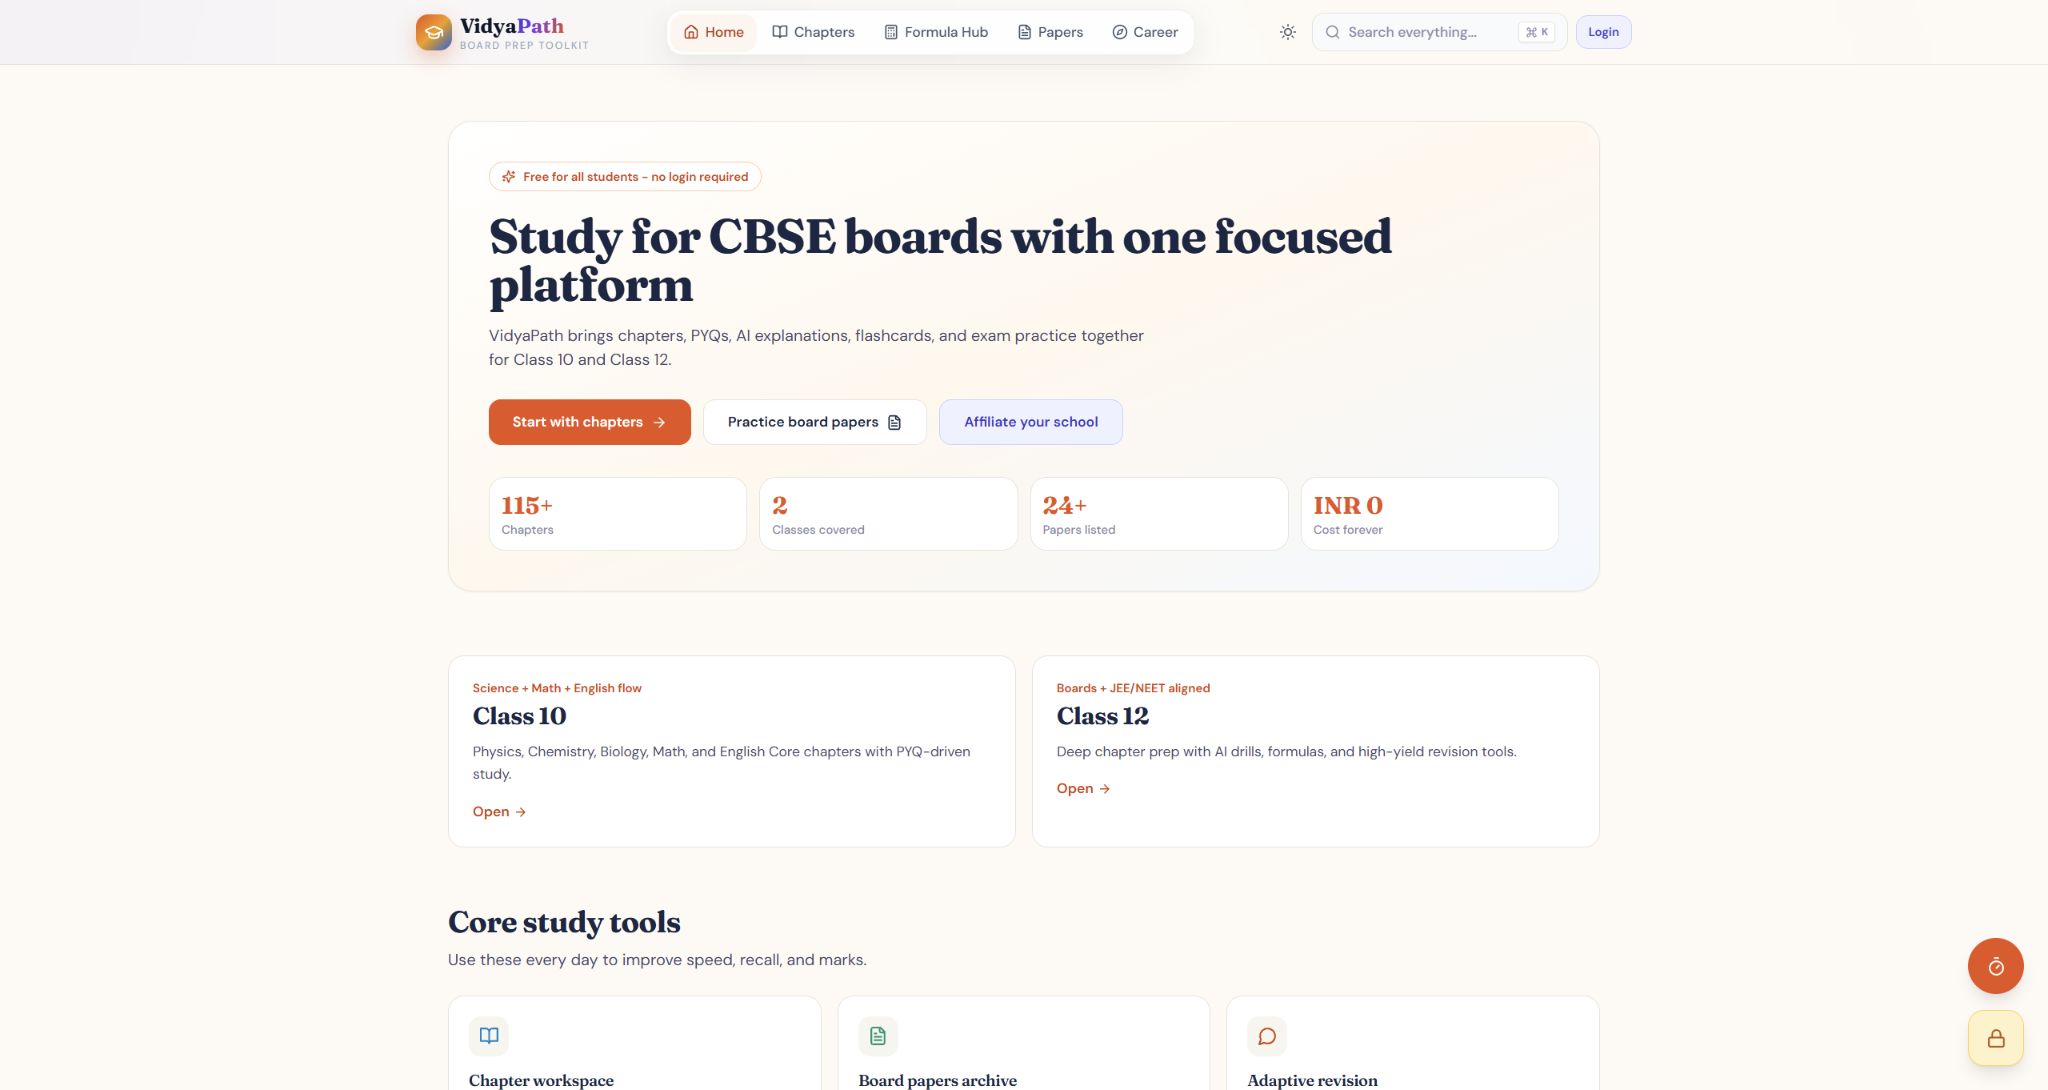 VidyaPath
BOARD PREP TOOLKIT
Home
Chapters
Formula Hub
Papers
Career
Search everything...
⌘ K
Login
Free for all students - no login required
Study for CBSE boards with one focused
platform
VidyaPath brings chapters, PYQs, AI explanations, flashcards, and exam practice together
for Class 10 and Class 12.
Start with chapters →
Practice board papers
Affiliate your school
115+
Chapters
2
Classes covered
24+
Papers listed
INR 0
Cost forever
Science + Math + English flow
Class 10
Physics, Chemistry, Biology, Math, and English Core chapters with PYQ-driven
study.
Open →
Boards + JEE/NEET aligned
Class 12
Deep chapter prep with AI drills, formulas, and high-yield revision tools.
Open →
Core study tools
Use these every day to improve speed, recall, and marks.
Chapter workspace
Board papers archive
Adaptive revision